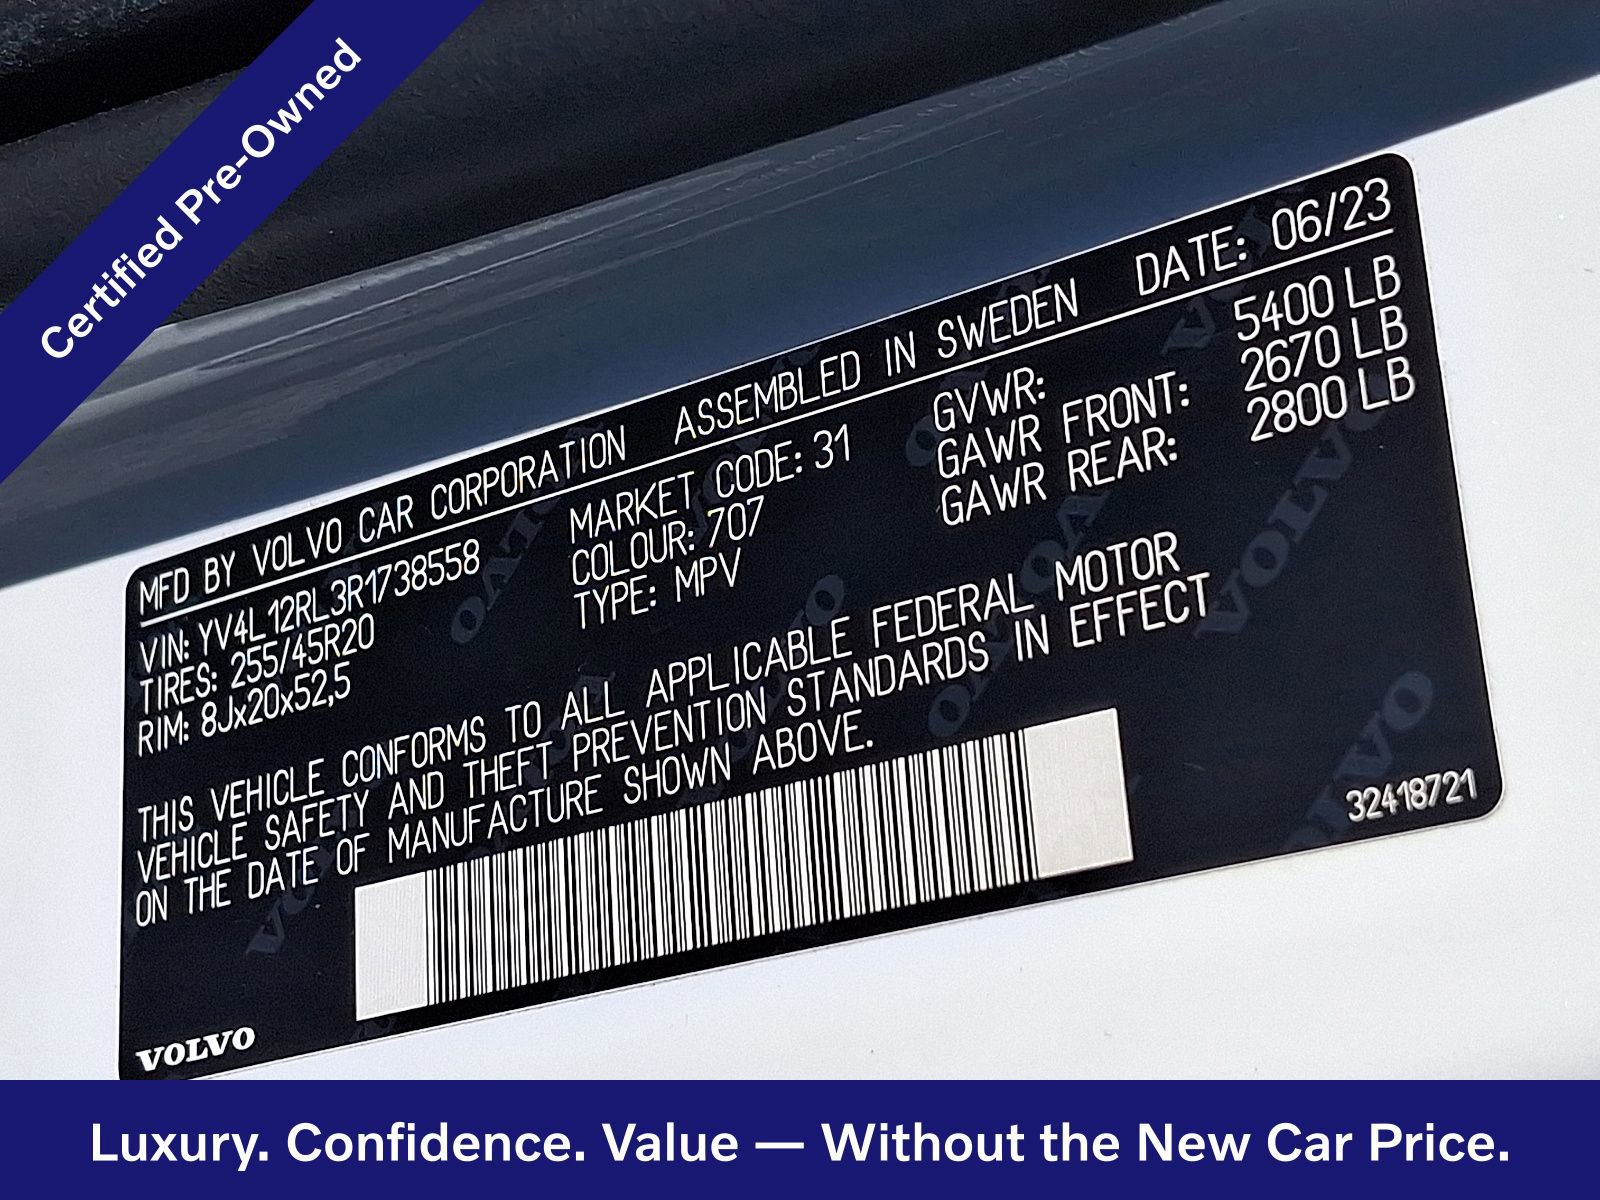 Certified Pre-Owned
MFD BY VOLVO CAR CORPORATION ASSEMBLED IN SWEDEN DATE: 06/23
VIN: YV4L12RL3R1738558 MARKET CODE: 31 GVWR: 5400 LB
TIRES: 255/45R20 COLOUR: 707 GAWR FRONT: 2670 LB
RIM: 8Jx20x52,5 TYPE: MPV GAWR REAR: 2800 LB
THIS VEHICLE CONFORMS TO ALL APPLICABLE FEDERAL MOTOR
VEHICLE SAFETY AND THEFT PREVENTION STANDARDS IN EFFECT
ON THE DATE OF MANUFACTURE SHOWN ABOVE.
32418721
VOLVO
Luxury. Confidence. Value — Without the New Car Price.